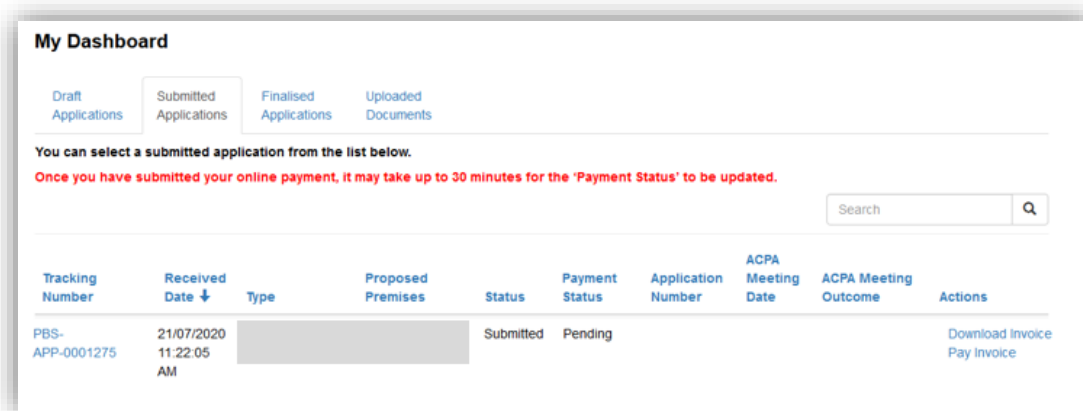 My Dashboard
Draft Applications
Submitted Applications
Finalised Applications
Uploaded Documents
You can select a submitted application from the list below.
Once you have submitted your online payment, it may take up to 30 minutes for the 'Payment Status' to be updated.
Search
Tracking Number
Received Date
Type
Proposed Premises
Status
Payment Status
Application Number
ACPA Meeting Date
ACPA Meeting Outcome
Actions
PBS-APP-0001275
21/07/2020 11:22:05 AM
Submitted
Pending
Download Invoice
Pay Invoice